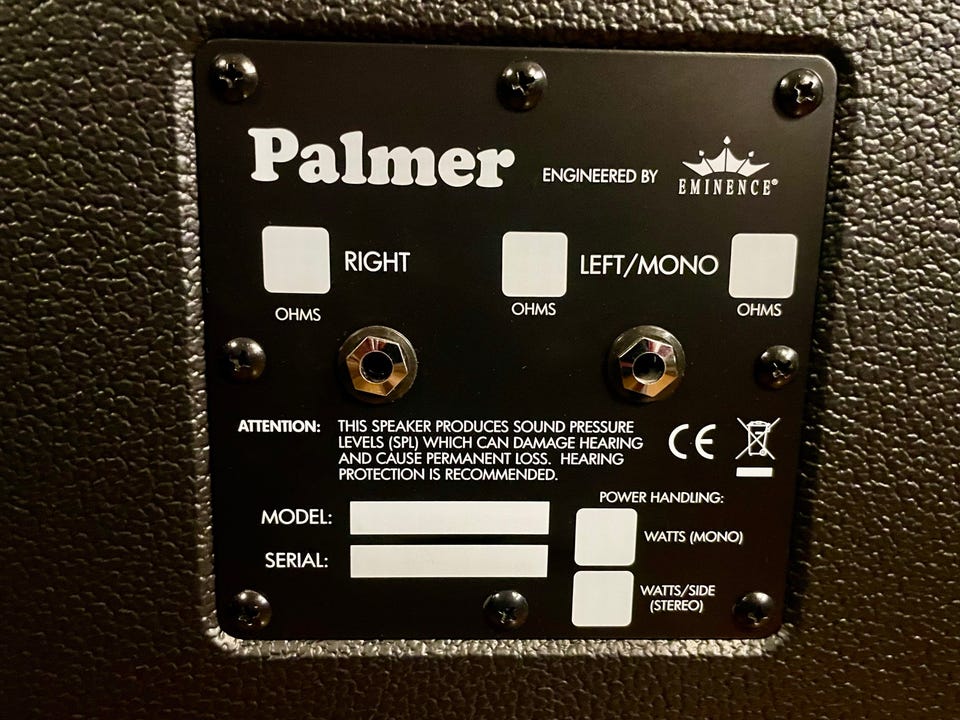 Palmer ENGINEERED BY EMINENCE®
RIGHT LEFT/MONO
OHMS OHMS OHMS
ATTENTION: THIS SPEAKER PRODUCES SOUND PRESSURE
LEVELS (SPL) WHICH CAN DAMAGE HEARING
AND CAUSE PERMANENT LOSS. HEARING
PROTECTION IS RECOMMENDED.
CE
POWER HANDLING:
MODEL:
WATTS (MONO)
SERIAL:
WATTS/SIDE
(STEREO)